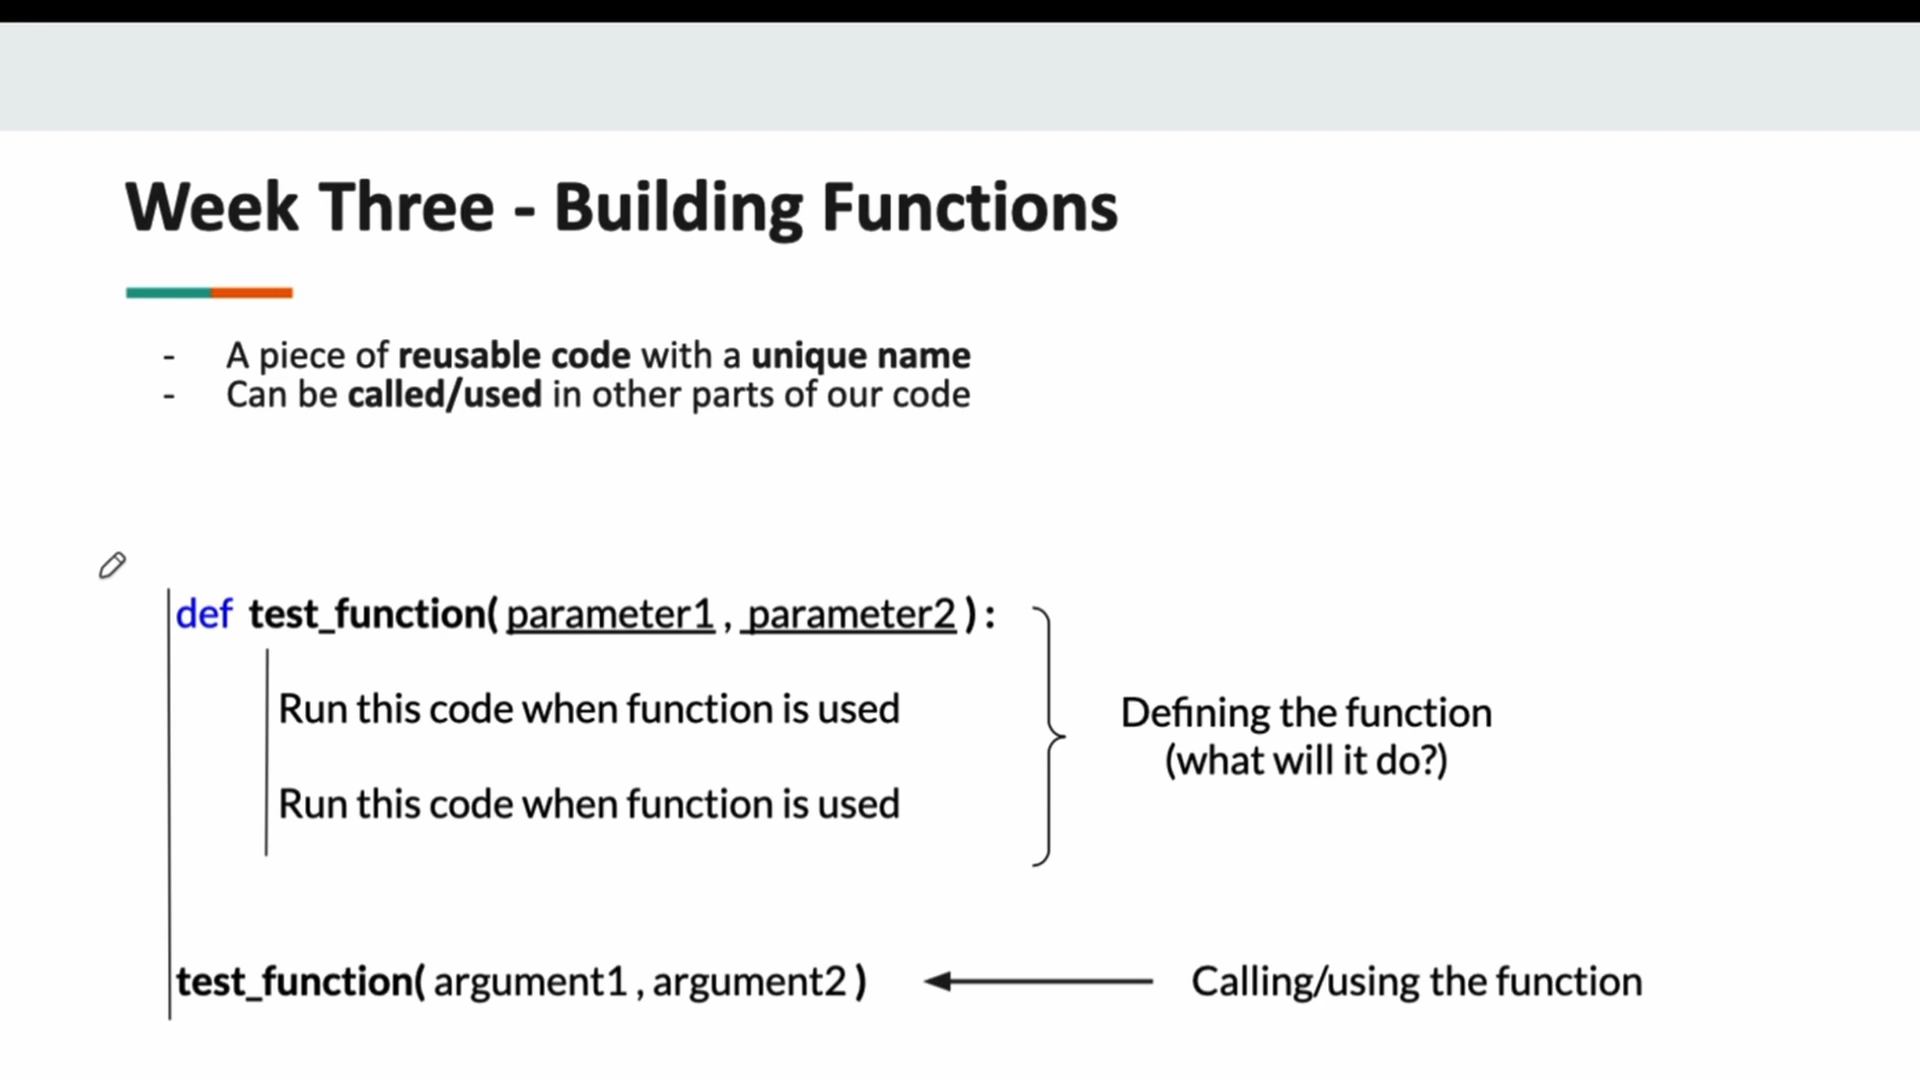 Week Three - Building Functions
- A piece of reusable code with a unique name
- Can be called/used in other parts of our code
def test_function( parameter1 , parameter2 ) :
Run this code when function is used
Run this code when function is used
Defining the function
(what will it do?)
test_function( argument1 , argument2 )
Calling/using the function